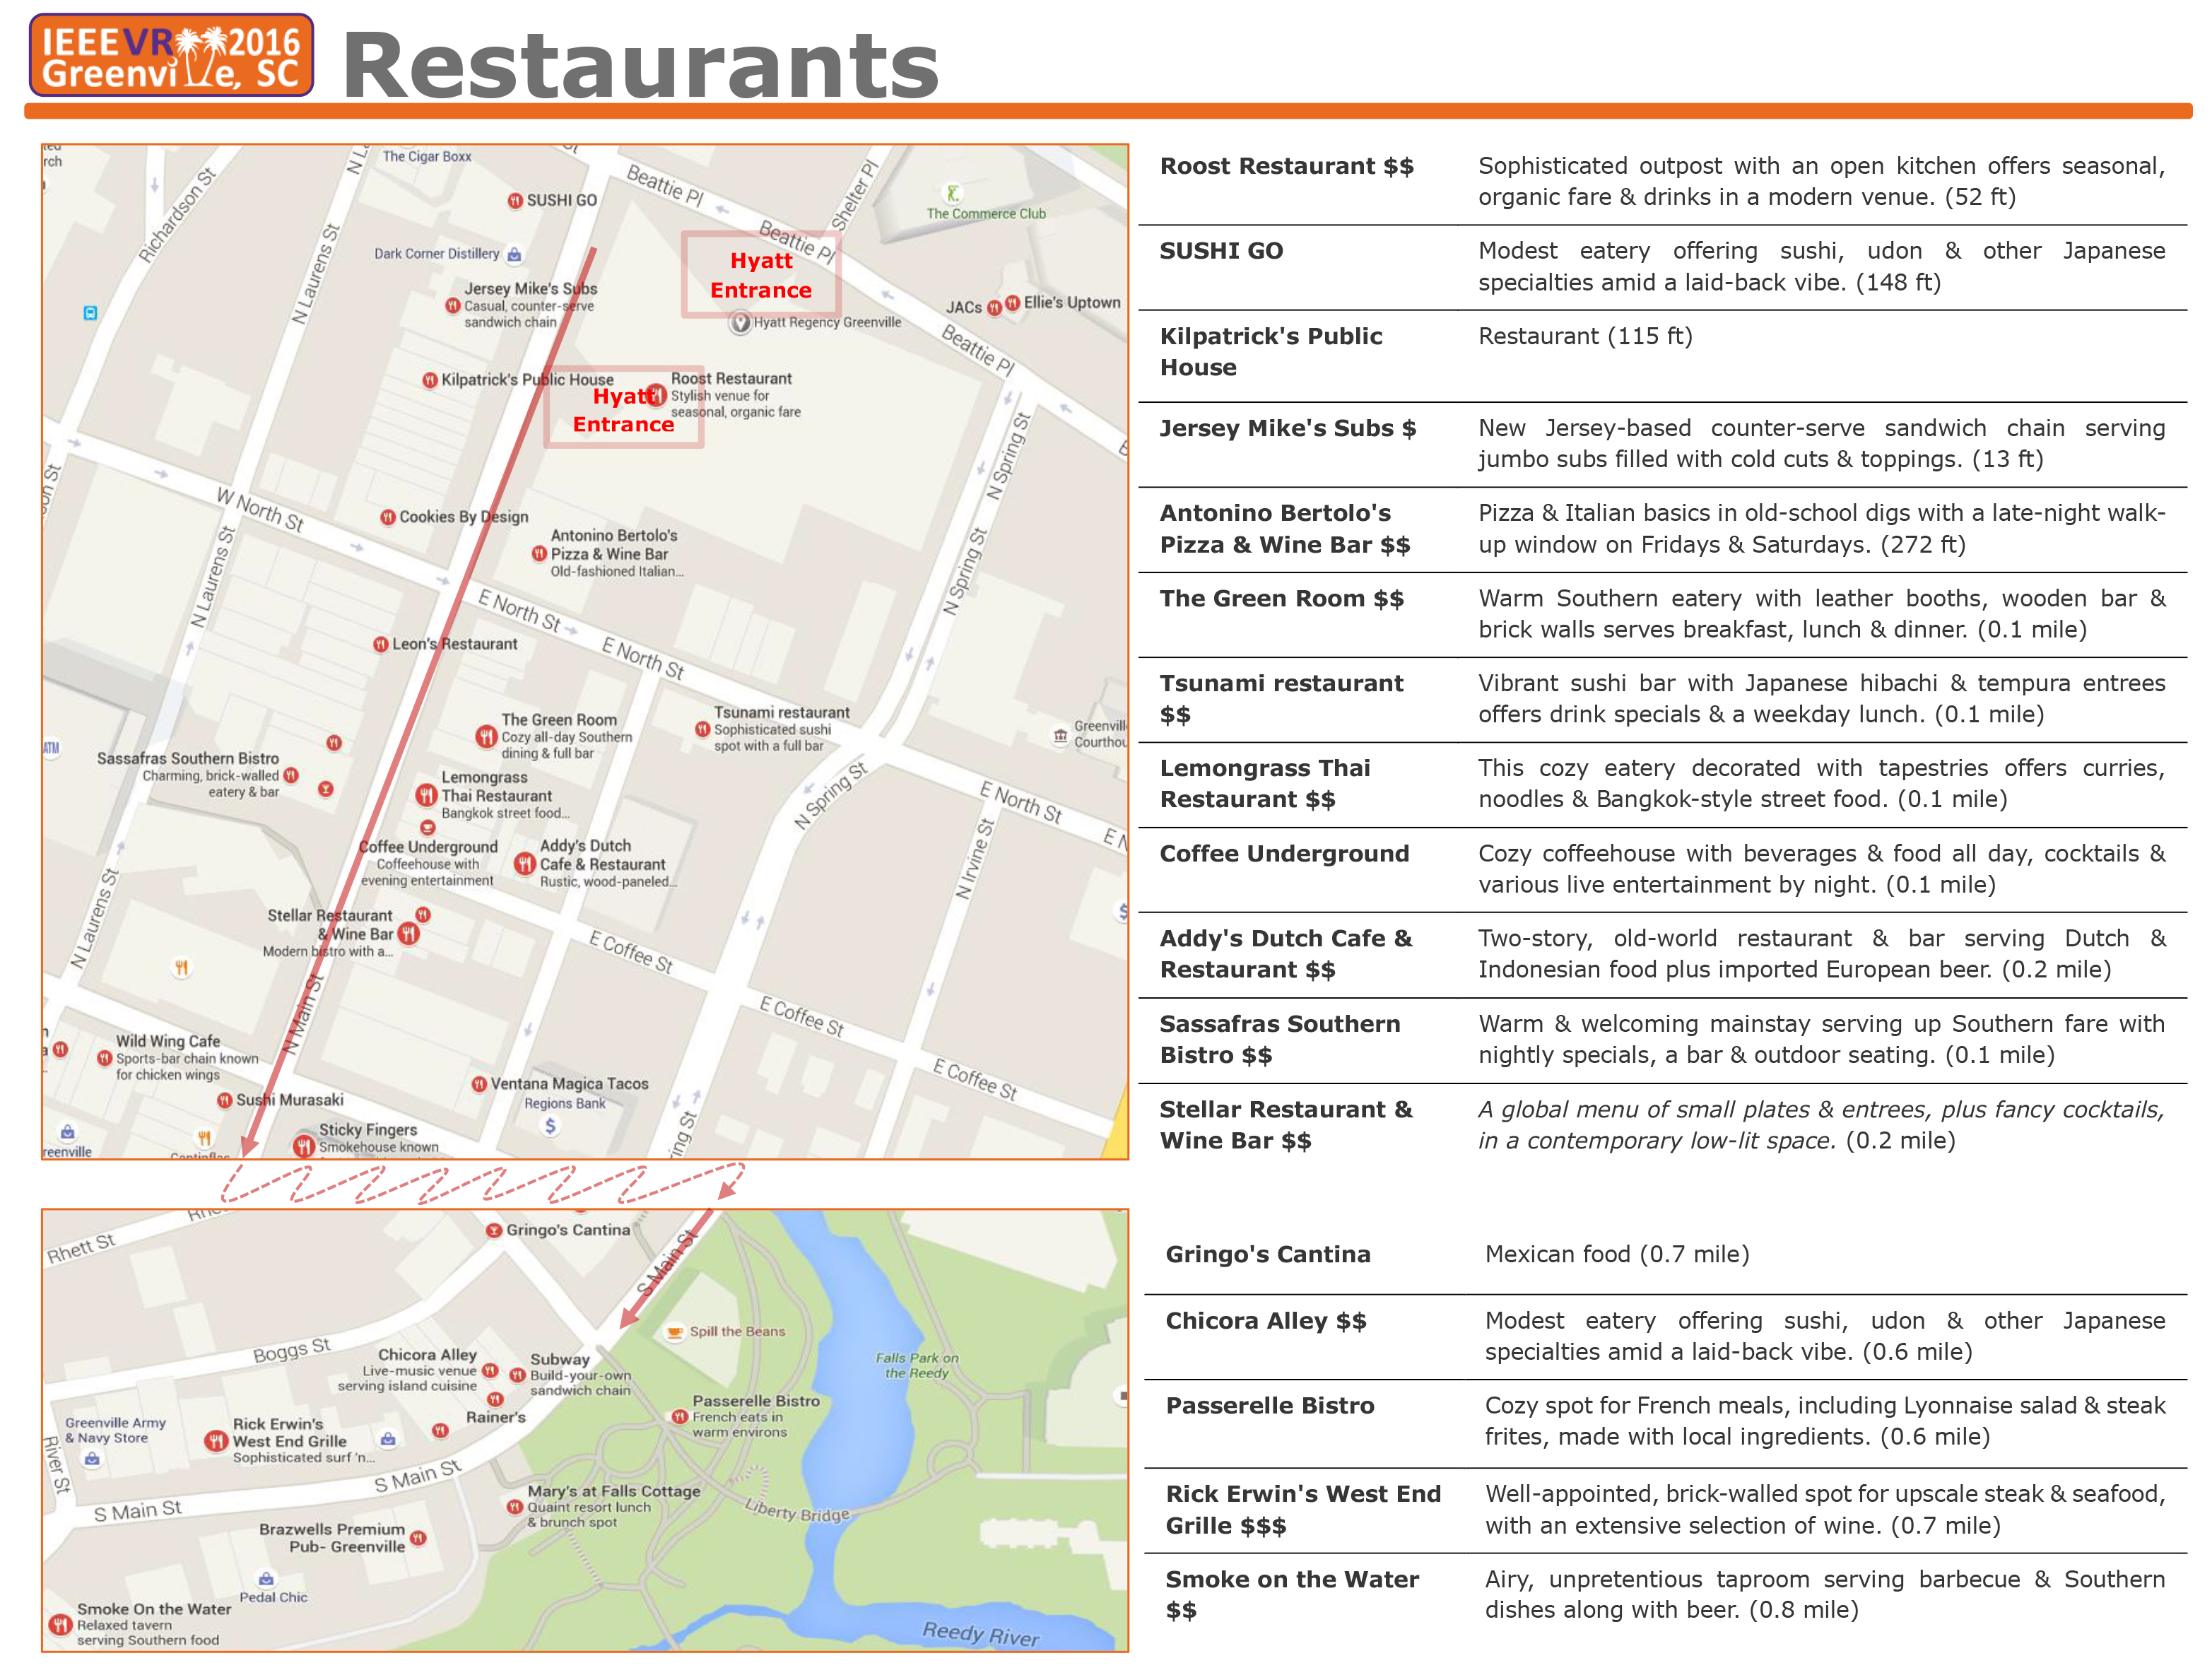 IEEEVR 2016
Greenville, SC
Restaurants
The Cigar Boxx
SUSHI GO
Beattie Pl
Shelter Pl
The Commerce Club
Richardson St
N Laurens St
Dark Corner Distillery
Beattie Pl
Hyatt
Entrance
Jersey Mike's Subs
Casual, counter-serve
sandwich chain
Hyatt Regency Greenville
JACs
Ellie's Uptown
Beattie Pl
Kilpatrick's Public House
Roost Restaurant
Stylish venue for
seasonal, organic fare
Hyatt
Entrance
N Spring St
W North St
Cookies By Design
Antonino Bertolo's
Pizza & Wine Bar
Old-fashioned Italian...
N Laurens St
N Spring St
E North St
Leon's Restaurant
E North St
The Green Room
Cozy all-day Southern
dining & full bar
Tsunami restaurant
Sophisticated sushi
spot with a full bar
ATM
Sassafras Southern Bistro
Charming, brick-walled
eatery & bar
Lemongrass
Thai Restaurant
Bangkok street food...
N Spring St
E North St
Coffee Underground
Coffeehouse with
evening entertainment
Addy's Dutch
Cafe & Restaurant
Rustic, wood-paneled...
N Irvine St
N Laurens St
Stellar Restaurant
& Wine Bar
Modern bistro with a...
E Coffee St
N Main St
E Coffee St
Wild Wing Cafe
Sports-bar chain known
for chicken wings
E Coffee St
Sushi Murasaki
Ventana Magica Tacos
Regions Bank
Sticky Fingers
Smokehouse known
Roost Restaurant $$
Sophisticated outpost with an open kitchen offers seasonal,
organic fare & drinks in a modern venue. (52 ft)
SUSHI GO
Modest eatery offering sushi, udon & other Japanese
specialties amid a laid-back vibe. (148 ft)
Kilpatrick's Public
House
Restaurant (115 ft)
Jersey Mike's Subs $
New Jersey-based counter-serve sandwich chain serving
jumbo subs filled with cold cuts & toppings. (13 ft)
Antonino Bertolo's
Pizza & Wine Bar $$
Pizza & Italian basics in old-school digs with a late-night walk-
up window on Fridays & Saturdays. (272 ft)
The Green Room $$
Warm Southern eatery with leather booths, wooden bar &
brick walls serves breakfast, lunch & dinner. (0.1 mile)
Tsunami restaurant
$$
Vibrant sushi bar with Japanese hibachi & tempura entrees
offers drink specials & a weekday lunch. (0.1 mile)
Lemongrass Thai
Restaurant $$
This cozy eatery decorated with tapestries offers curries,
noodles & Bangkok-style street food. (0.1 mile)
Coffee Underground
Cozy coffeehouse with beverages & food all day, cocktails &
various live entertainment by night. (0.1 mile)
Addy's Dutch Cafe &
Restaurant $$
Two-story, old-world restaurant & bar serving Dutch &
Indonesian food plus imported European beer. (0.2 mile)
Sassafras Southern
Bistro $$
Warm & welcoming mainstay serving up Southern fare with
nightly specials, a bar & outdoor seating. (0.1 mile)
Stellar Restaurant &
Wine Bar $$
A global menu of small plates & entrees, plus fancy cocktails,
in a contemporary low-lit space. (0.2 mile)
Rhett St
Gringo's Cantina
S Main St
Spill the Beans
Boggs St
Chicora Alley
Live-music venue
serving island cuisine
Subway
Build-your-own
sandwich chain
Falls Park on
the Reedy
Rainer's
Passerelle Bistro
French eats in
warm environs
Greenville Army
& Navy Store
Rick Erwin's
West End Grille
Sophisticated surf 'n...
River St
S Main St
S Main St
Mary's at Falls Cottage
Quaint resort lunch
& brunch spot
Liberty Bridge
Brazwells Premium
Pub- Greenville
Pedal Chic
Smoke On the Water
Relaxed tavern
serving Southern food
Reedy River
Gringo's Cantina
Mexican food (0.7 mile)
Chicora Alley $$
Modest eatery offering sushi, udon & other Japanese
specialties amid a laid-back vibe. (0.6 mile)
Passerelle Bistro
Cozy spot for French meals, including Lyonnaise salad & steak
frites, made with local ingredients. (0.6 mile)
Rick Erwin's West End
Grille $$$
Well-appointed, brick-walled spot for upscale steak & seafood,
with an extensive selection of wine. (0.7 mile)
Smoke on the Water
$$
Airy, unpretentious taproom serving barbecue & Southern
dishes along with beer. (0.8 mile)